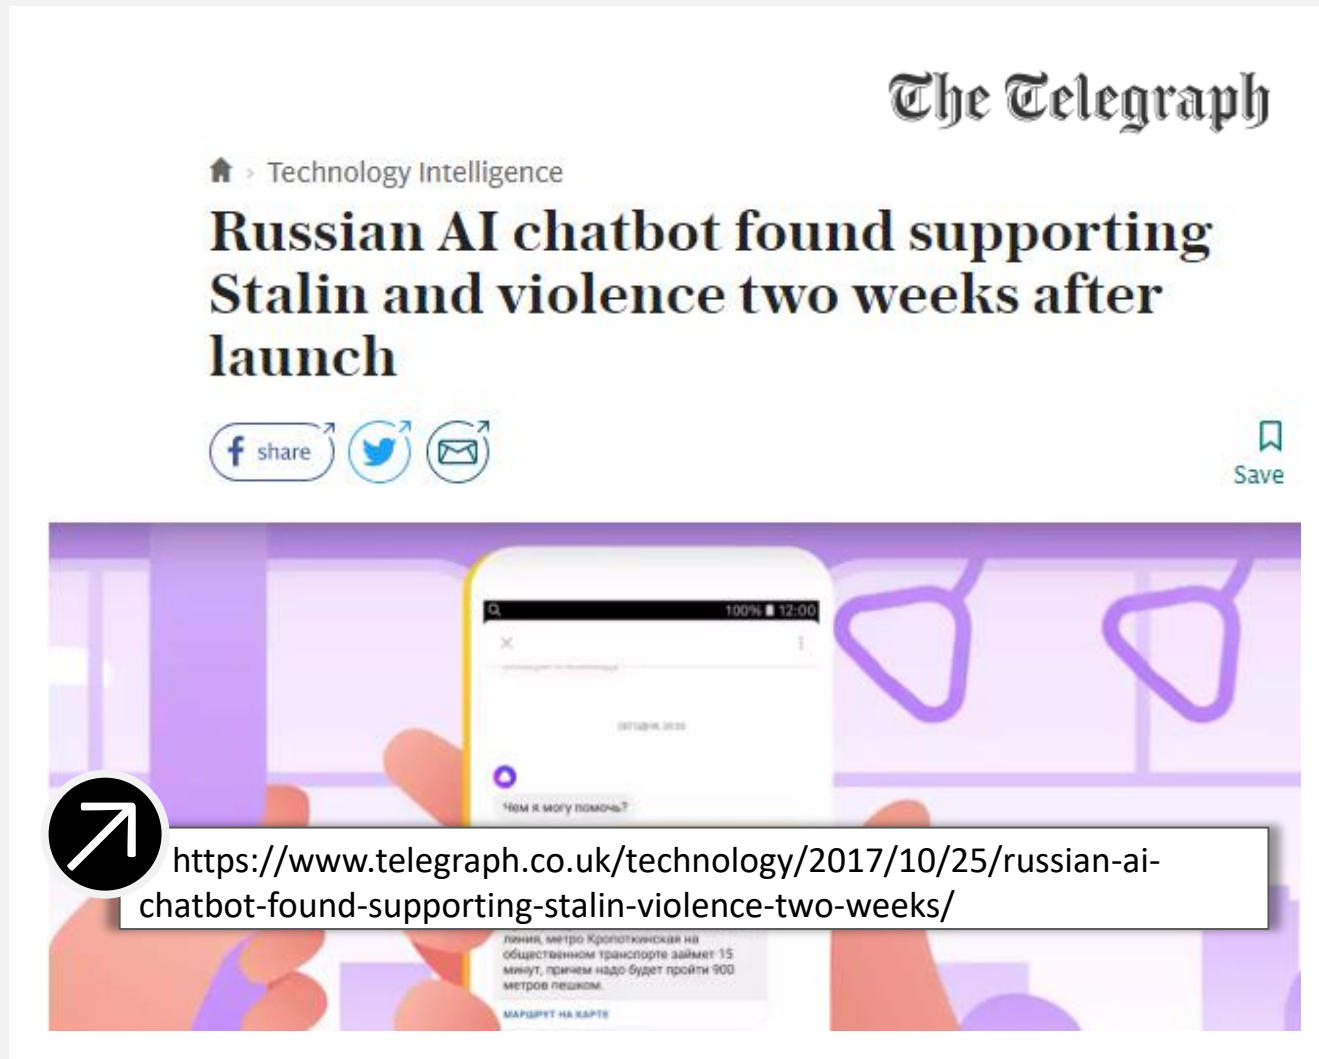 The Telegraph
Technology Intelligence
Russian AI chatbot found supporting
Stalin and violence two weeks after
launch
share
Save
100% 12:00
Чем я могу помочь?
https://www.telegraph.co.uk/technology/2017/10/25/russian-ai-
chatbot-found-supporting-stalin-violence-two-weeks/
линия, метро Кропоткинская на
общественном транспорте займет 15
минут, причем надо будет пройти 900
метров пешком.
МАРШРУТ НА КАРТЕ